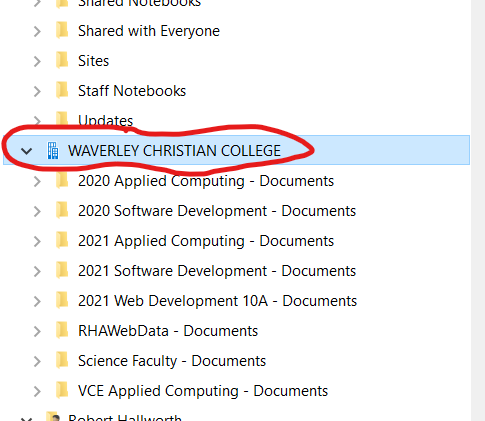 Shared Notebooks
Shared with Everyone
Sites
Staff Notebooks
Updates
WAVERLEY CHRISTIAN COLLEGE
2020 Applied Computing - Documents
2020 Software Development - Documents
2021 Applied Computing - Documents
2021 Software Development - Documents
2021 Web Development 10A - Documents
RHAWebData - Documents
Science Faculty - Documents
VCE Applied Computing - Documents
Robert Hallworth